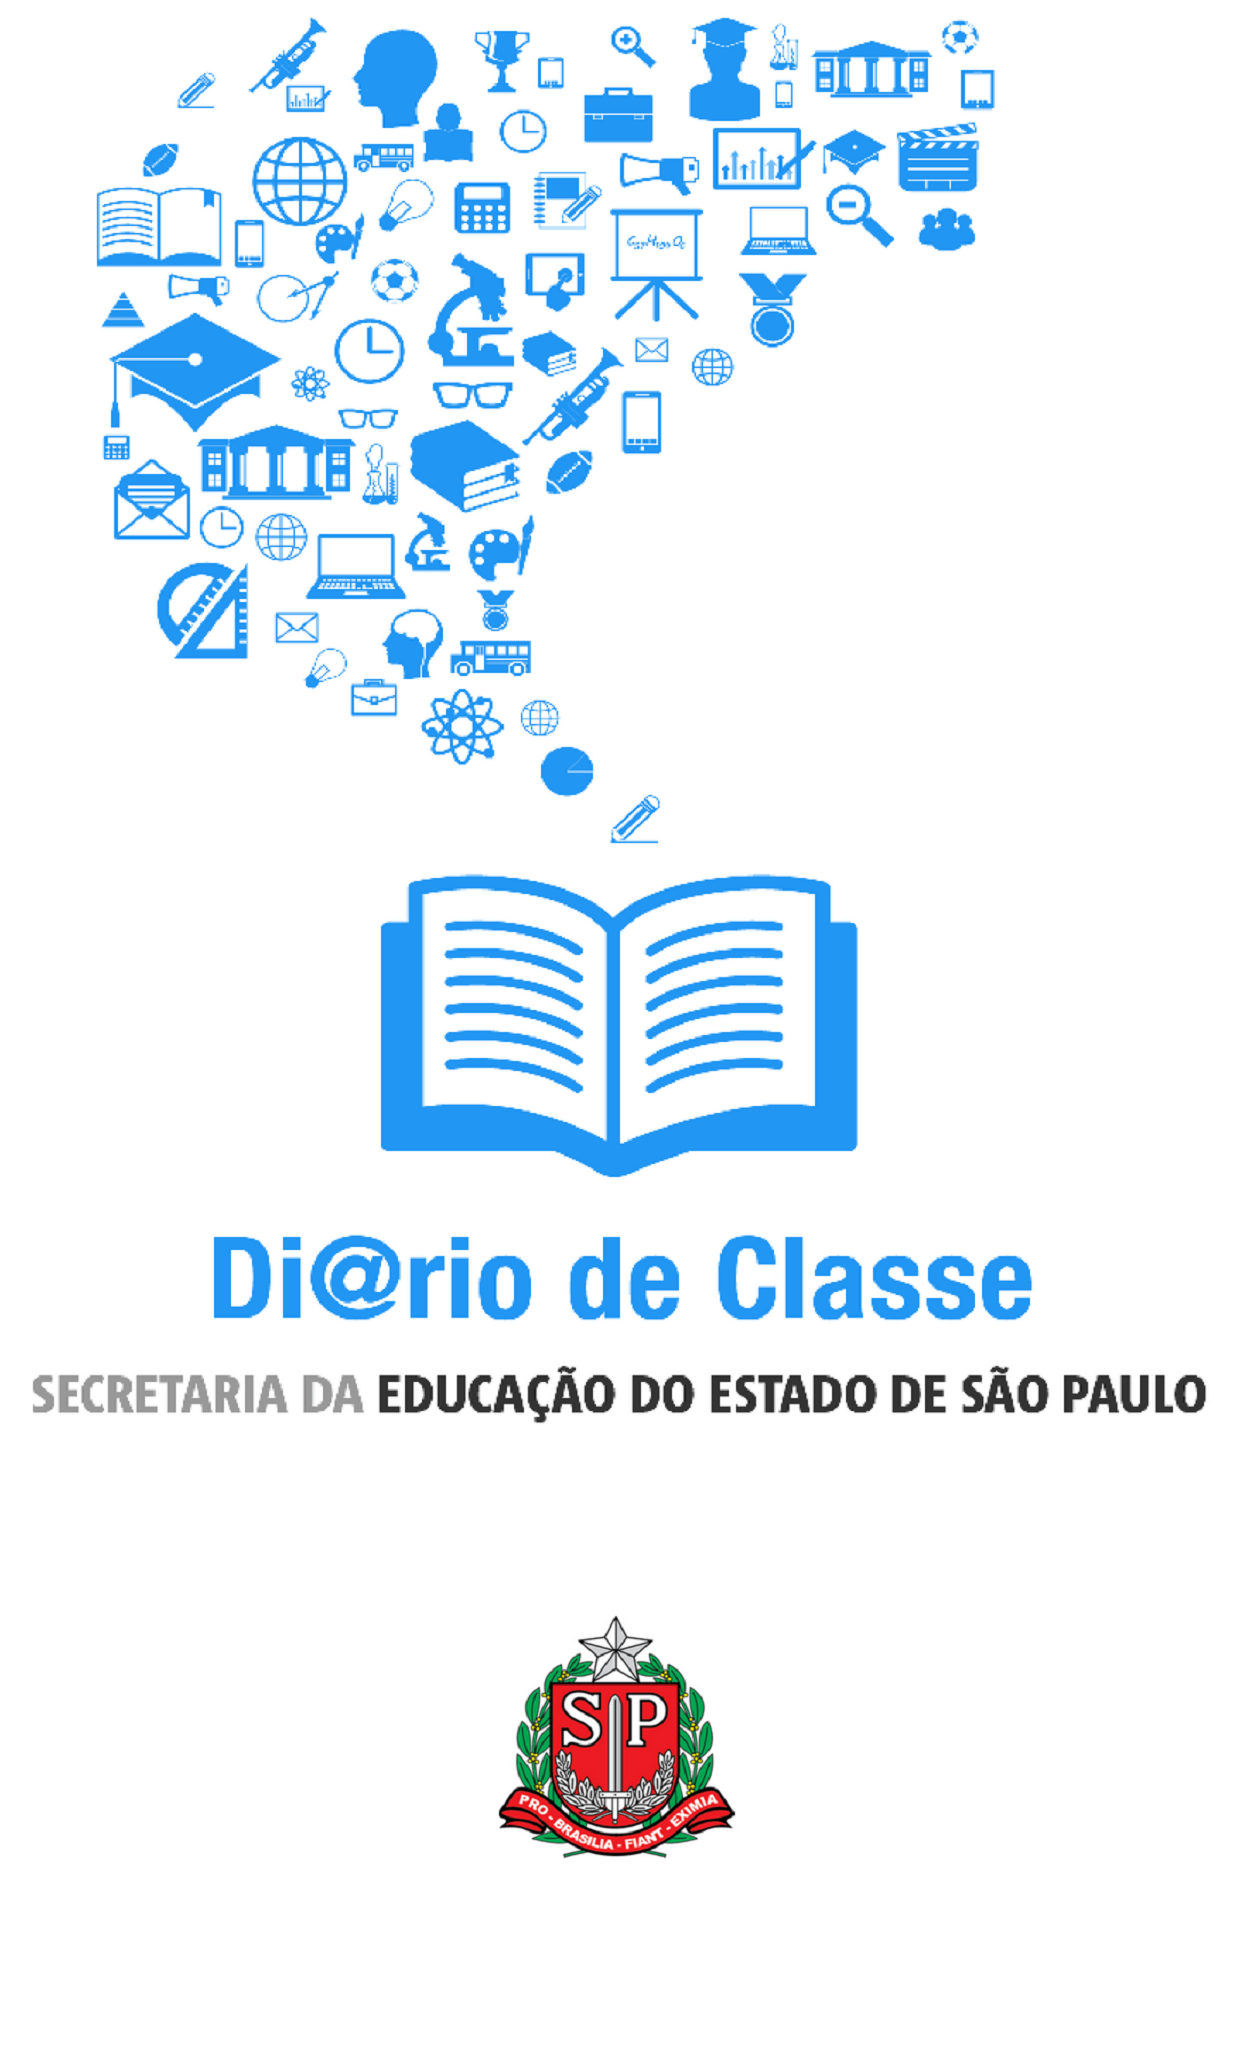 Di@rio de Classe
SECRETARIA DA EDUCAÇÃO DO ESTADO DE SÃO PAULO
SP
PRO - BRASILIA - FIANT - EXIMIA